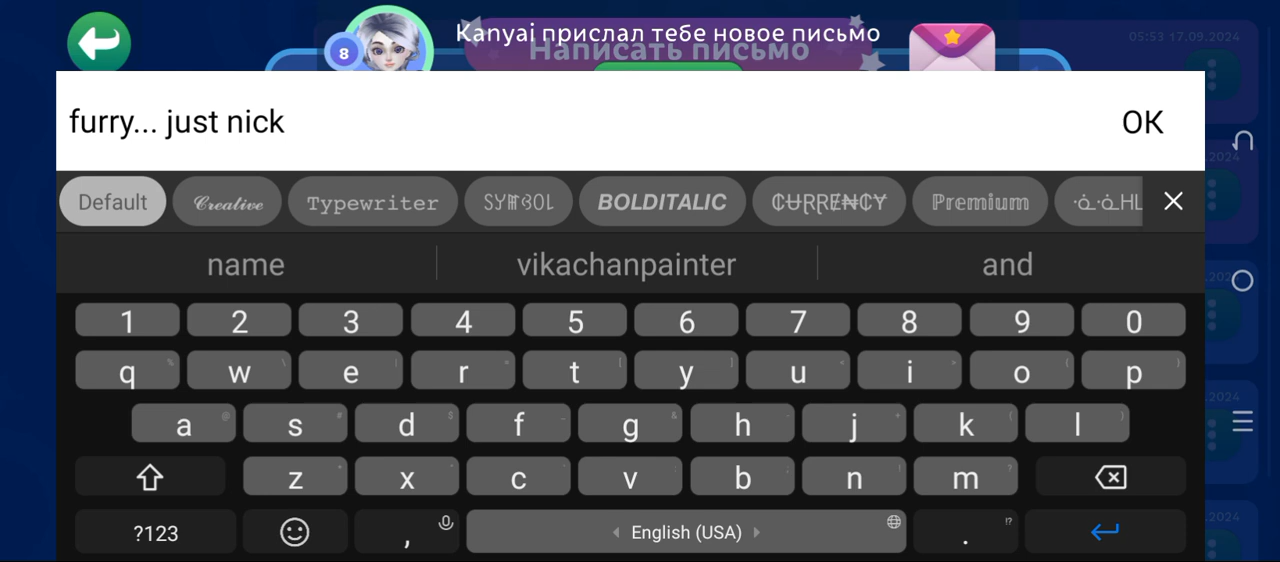 Kanyai прислал тебе новое письмо
8
Написать письмо
05:53 17.09.2024
furry... just nick
OK
Default
Creative
Typewriter
BOLDITALIC
₵ɄⱤⱤɆ₦₵Ɏ
ℙ𝕣𝕖𝕞𝕚𝕦𝕞
name
vikachanpainter
and
1 2 3 4 5 6 7 8 9 0
q w e r t y u i o p
a s d f g h j k l
z x c v b n m
?123
,
English (USA)
.
!?